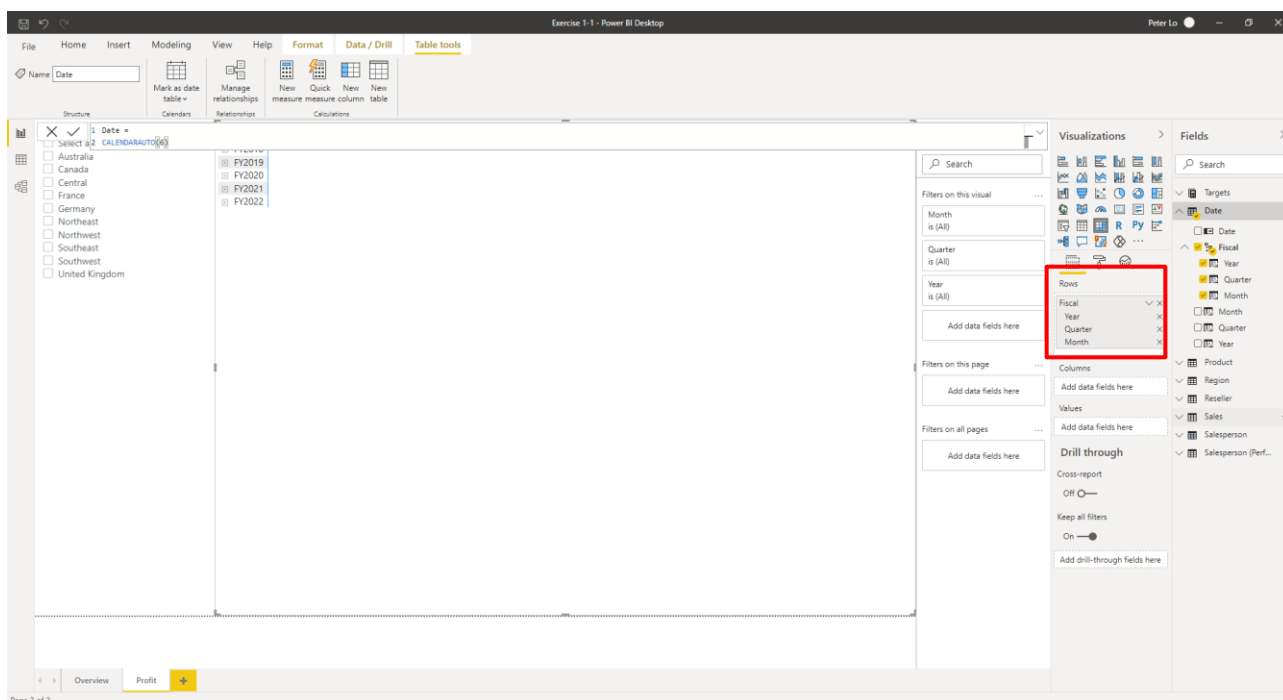 Exercise 1-1 - Power BI Desktop
Peter Lo
File Home Insert Modeling View Help Format Data / Drill Table tools
Name Date
Mark as date table
Manage relationships
New measure
Quick measure
New column
New table
Structure
Calendars
Relationships
Calculations
1 Date =
2 CALENDARAUTO(6)
Australia
Canada
Central
France
Germany
Northeast
Northwest
Southeast
Southwest
United Kingdom
FY2019
FY2020
FY2021
FY2022
Search
Filters on this visual ...
Month
is (All)
Quarter
is (All)
Year
is (All)
Add data fields here
Filters on this page ...
Add data fields here
Filters on all pages ...
Add data fields here
Visualizations
R Py
...
Rows
Fiscal
Year
Quarter
Month
Columns
Add data fields here
Values
Add data fields here
Drill through
Cross-report
Off
Keep all filters
On
Add drill-through fields here
Fields
Search
Targets
Date
Date
Fiscal
Year
Quarter
Month
Month
Quarter
Year
Product
Region
Reseller
Sales
Salesperson
Salesperson (Perf...
Overview
Profit